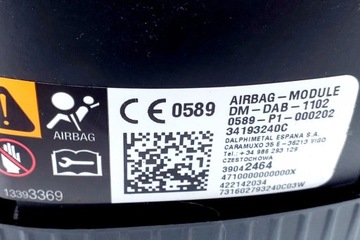 CE 0589
AIRBAG-MODULE
DM-DAB-1102
0589-P1-000202
34193240C
DALPHIMETAL ESPANA S.A.
CARAMUXO 35 E-36213 VIGO
TEL.: +34 986 293 129
CZESTOCHOWA
39042464
4710000000000X
422142034
731602793240C03W
AIRBAG
13393369